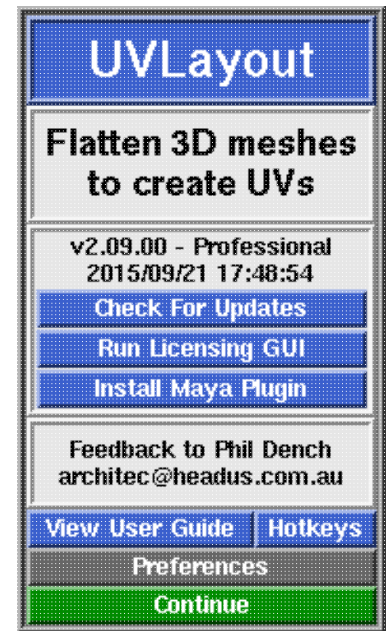 UVLayout
Flatten 3D meshes
to create UVs
v2.09.00 - Professional
2015/09/21 17:48:54
Check For Updates
Run Licensing GUI
Install Maya Plugin
Feedback to Phil Dench
architec@headus.com.au
View User Guide Hotkeys
Preferences
Continue